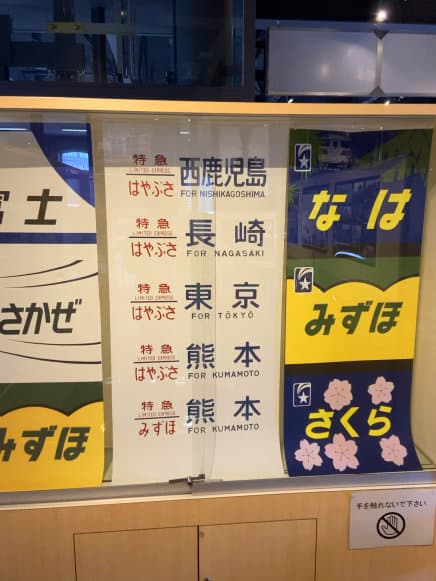 富士
さかぜ
みずほ
特急 西鹿児島
LIMITED EXPRESS FOR NISHIKAGOSHIMA
はやぶさ
特急 長崎
LIMITED EXPRESS FOR NAGASAKI
はやぶさ
特急 東京
LIMITED EXPRESS FOR TŌKYŌ
はやぶさ
特急 熊本
LIMITED EXPRESS FOR KUMAMOTO
はやぶさ
特急 熊本
LIMITED EXPRESS FOR KUMAMOTO
みずほ
なは
みずほ
さくら
手を触れないで下さい